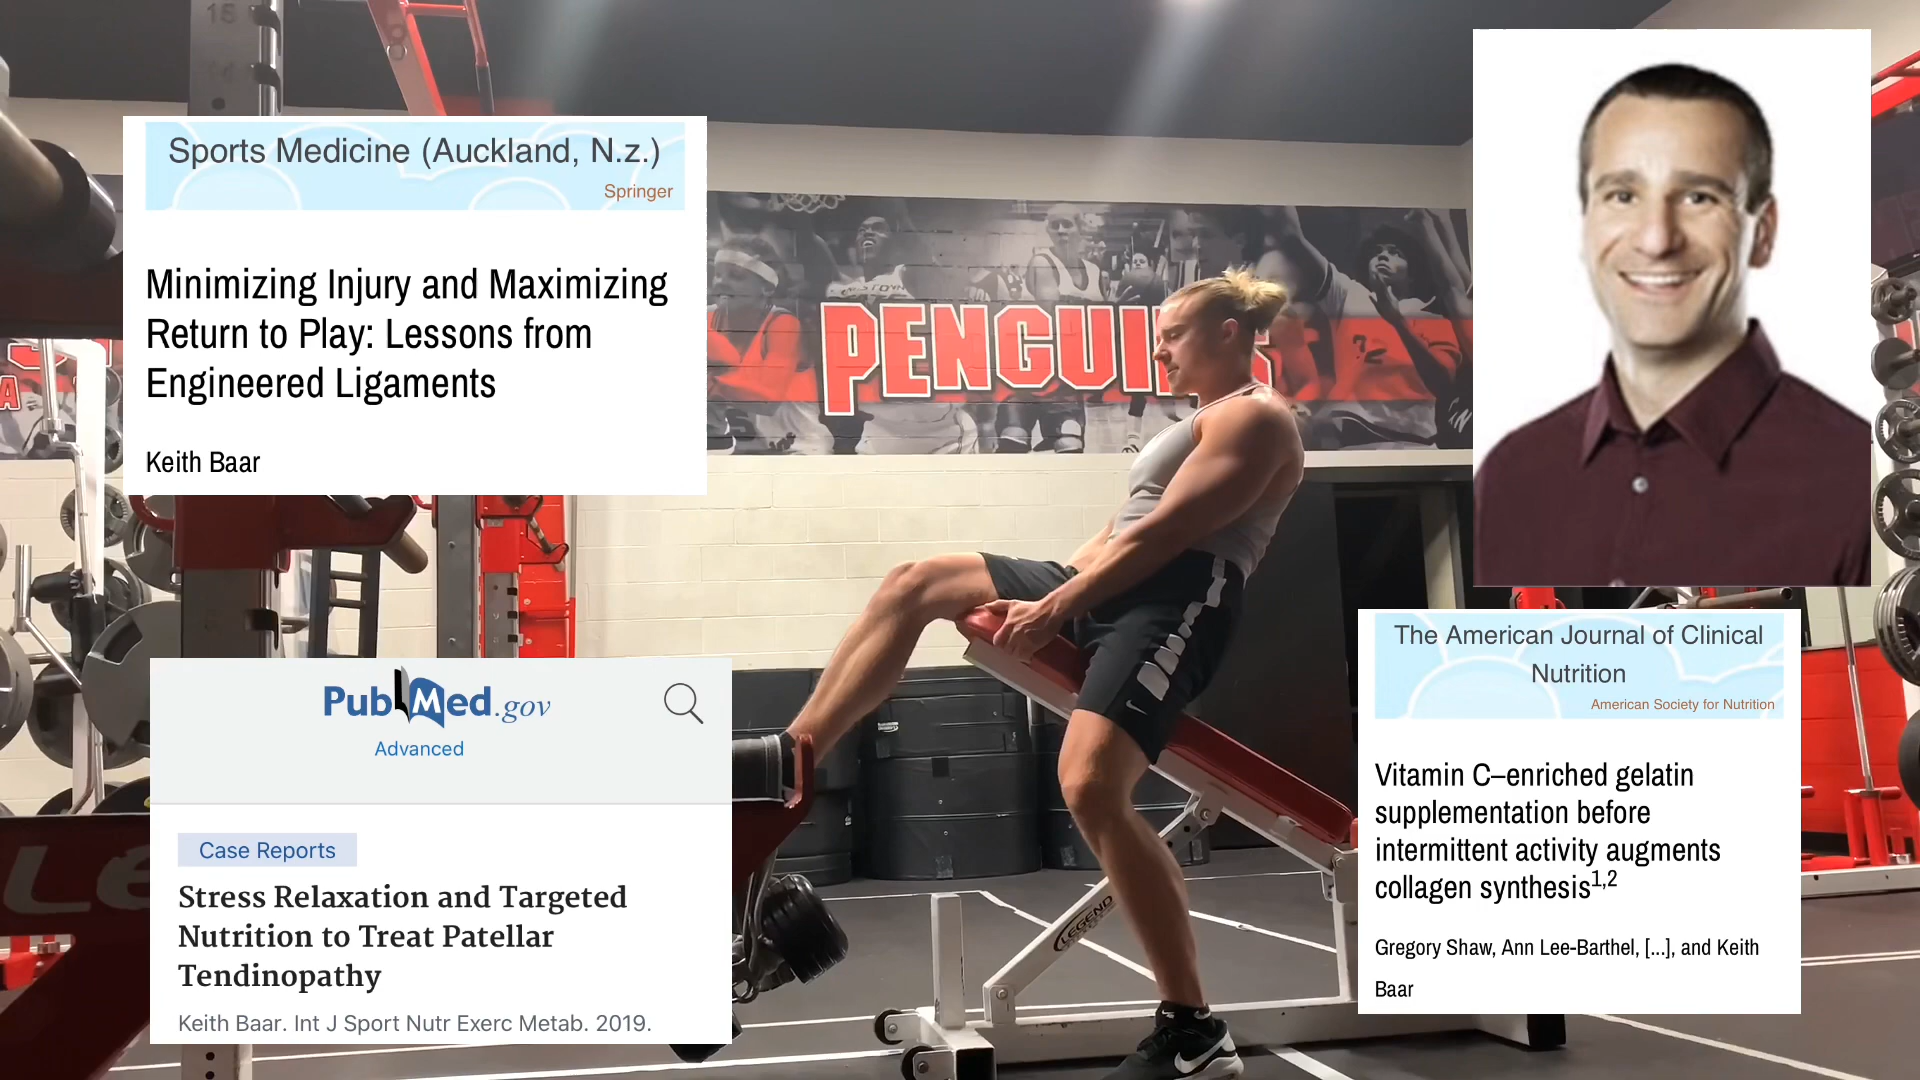 15
Sports Medicine (Auckland, N.z.)
Springer
Minimizing Injury and Maximizing
Return to Play: Lessons from
Engineered Ligaments
Keith Baar
PENGUI S
PubMed.gov
Advanced
Case Reports
Stress Relaxation and Targeted
Nutrition to Treat Patellar
Tendinopathy
Keith Baar. Int J Sport Nutr Exerc Metab. 2019.
The American Journal of Clinical
Nutrition
American Society for Nutrition
Vitamin C–enriched gelatin
supplementation before
intermittent activity augments
collagen synthesis1,2
Gregory Shaw, Ann Lee-Barthel, [...], and Keith
Baar
LEGEND